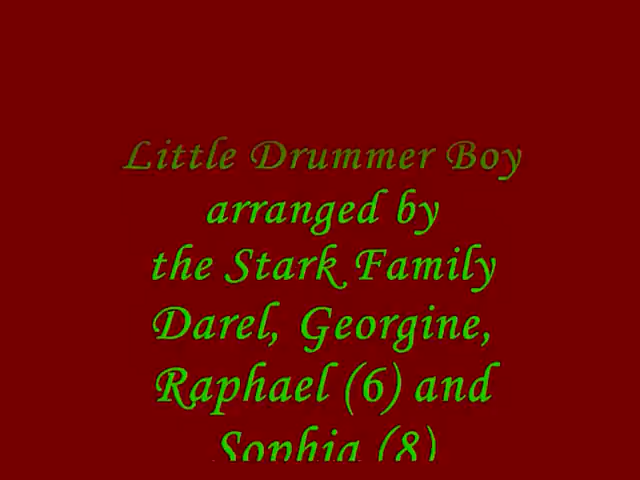 Little Drummer Boy
arranged by
the Stark Family
Darel, Georgine,
Raphael (6) and
Sophia (8)